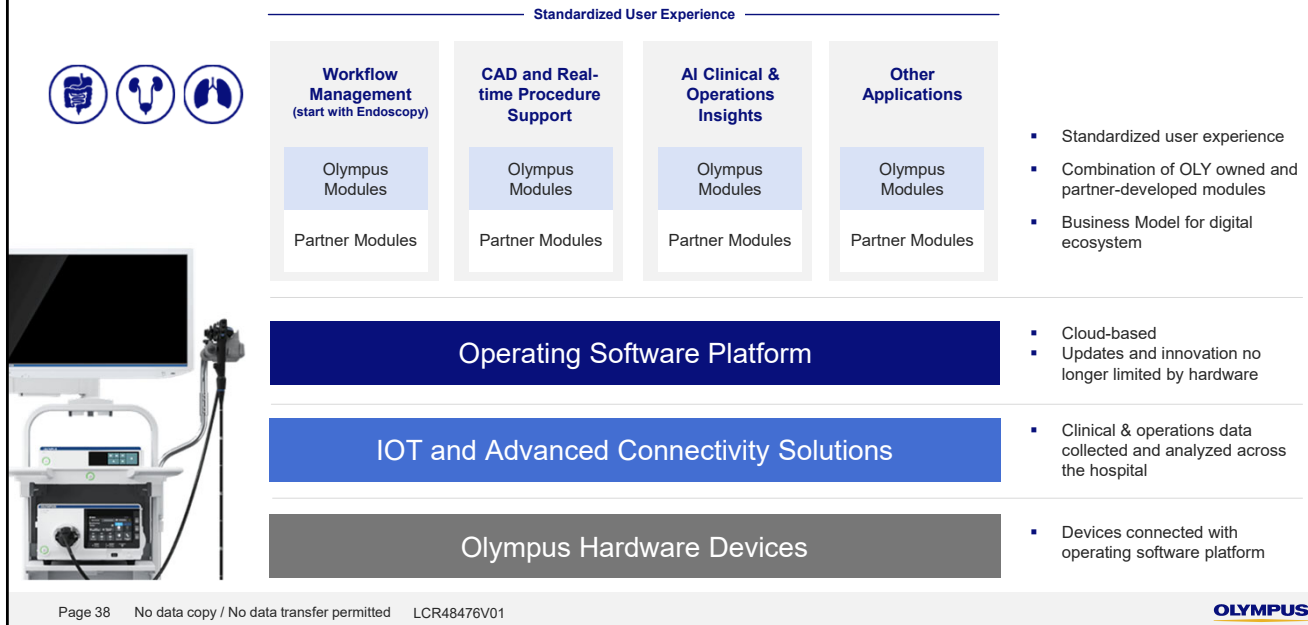 Standardized User Experience
Workflow
Management
(start with Endoscopy)
Olympus
Modules
Partner Modules
CAD and Real-
time Procedure
Support
Olympus
Modules
Partner Modules
AI Clinical &
Operations
Insights
Olympus
Modules
Partner Modules
Other
Applications
Olympus
Modules
Partner Modules
▪ Standardized user experience
▪ Combination of OLY owned and
partner-developed modules
▪ Business Model for digital
ecosystem
Operating Software Platform
▪ Cloud-based
▪ Updates and innovation no
longer limited by hardware
IOT and Advanced Connectivity Solutions
▪ Clinical & operations data
collected and analyzed across
the hospital
Olympus Hardware Devices
▪ Devices connected with
operating software platform
Page 38 No data copy / No data transfer permitted LCR48476V01
OLYMPUS